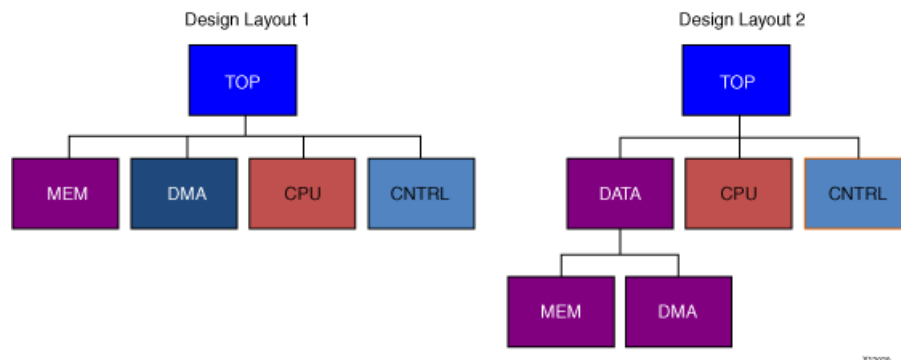 Design Layout 1
Design Layout 2
TOP
TOP
MEM
DMA
CPU
CNTRL
DATA
CPU
CNTRL
MEM
DMA